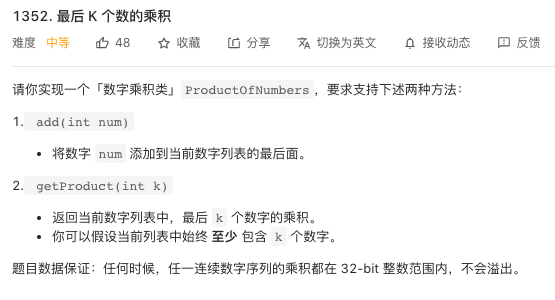 1352. 最后 K 个数的乘积
难度 中等 48 收藏 分享 切换为英文 接收动态 反馈
请你实现一个「数字乘积类」ProductOfNumbers，要求支持下述两种方法：
1. add(int num)
• 将数字 num 添加到当前数字列表的最后面。
2. getProduct(int k)
• 返回当前数字列表中，最后 k 个数字的乘积。
• 你可以假设当前列表中始终 至少 包含 k 个数字。
题目数据保证：任何时候，任一连续数字序列的乘积都在 32-bit 整数范围内，不会溢出。